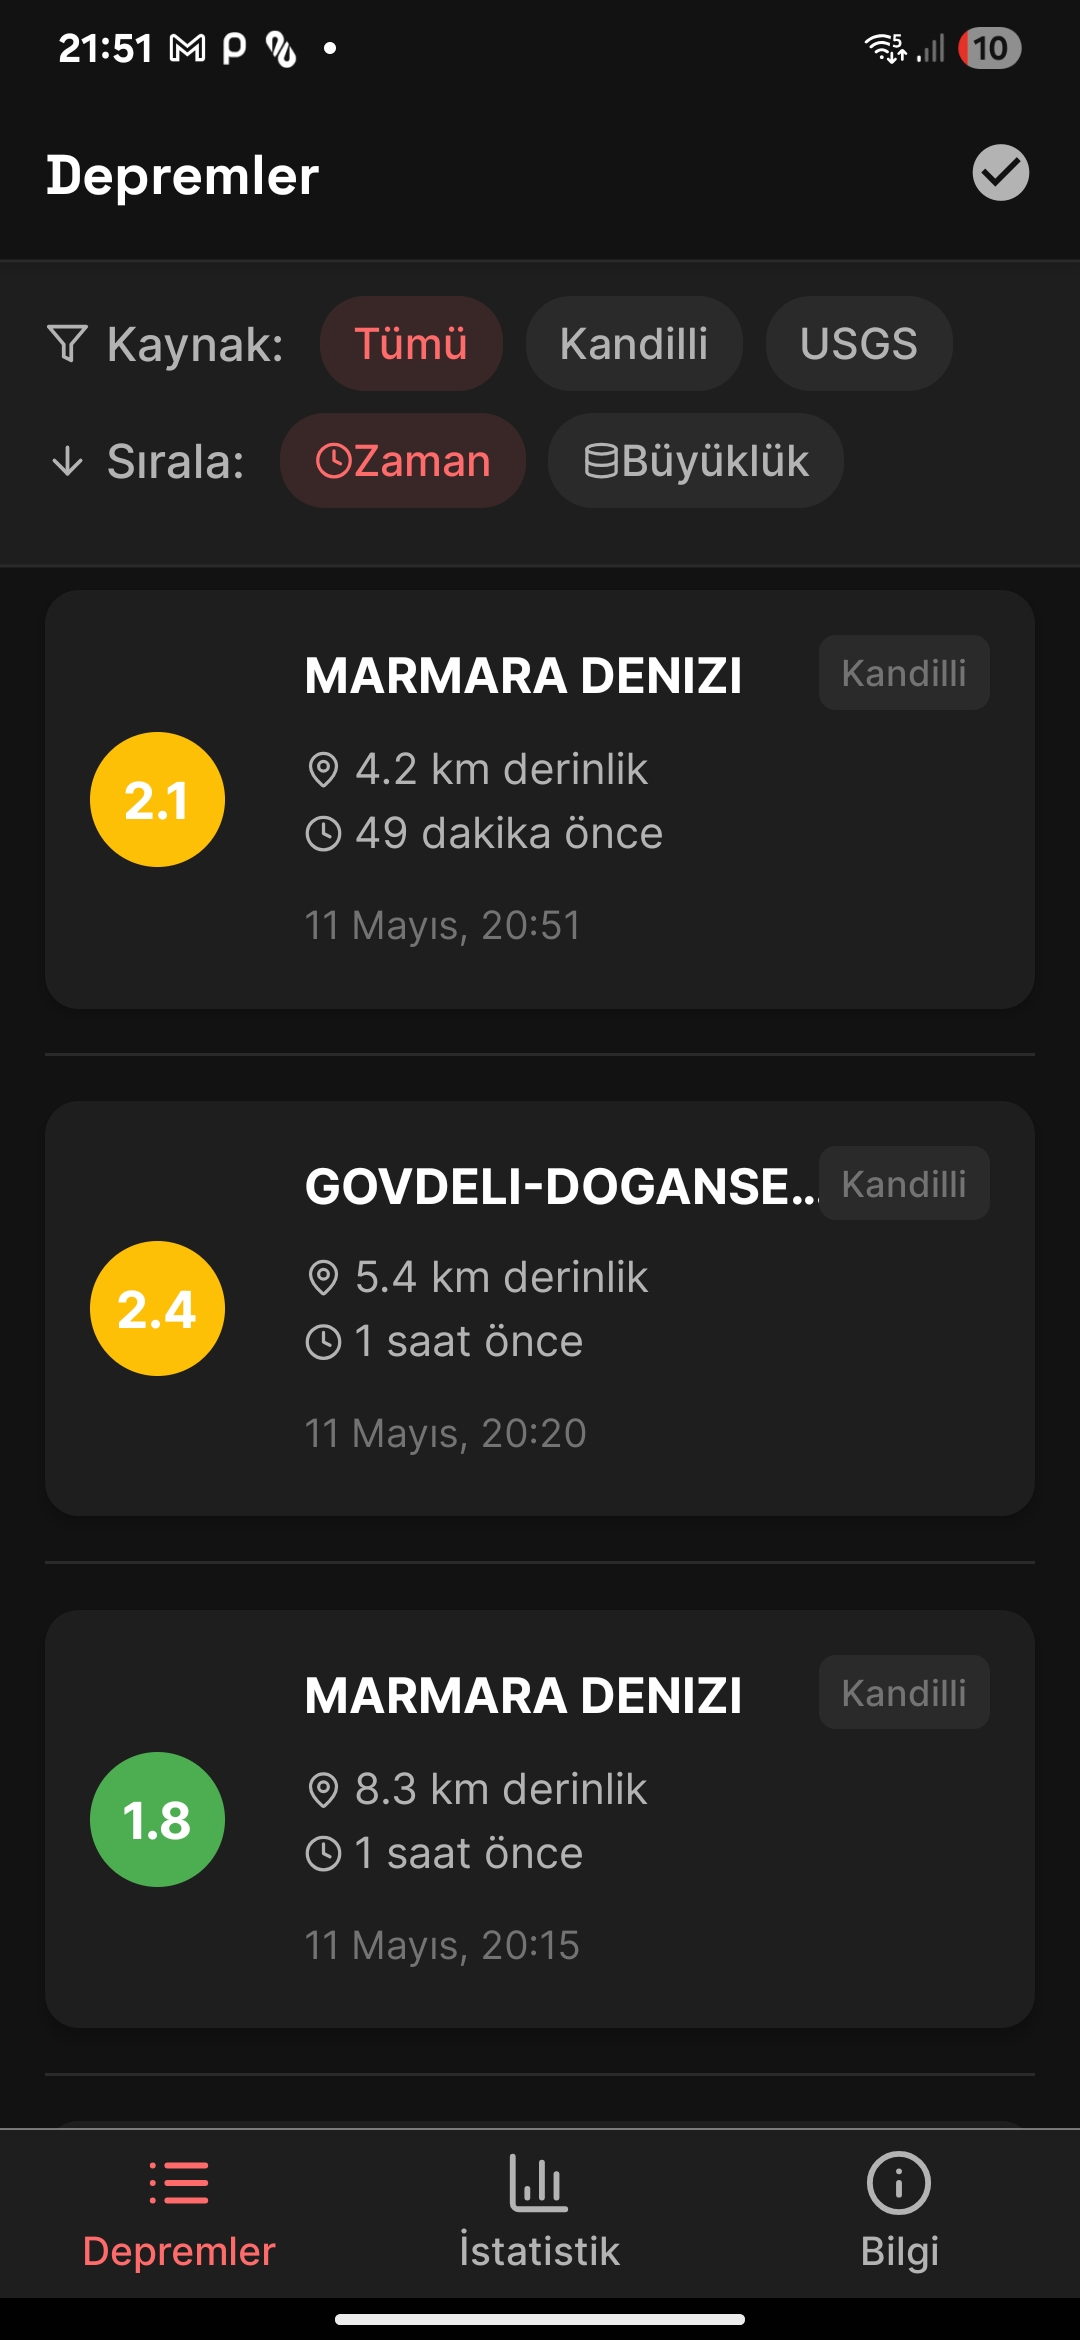 21:51
5
10
Depremler
Kaynak: Tümü Kandilli USGS
Sırala: Zaman Büyüklük
MARMARA DENIZI Kandilli
2.1
4.2 km derinlik
49 dakika önce
11 Mayıs, 20:51
GOVDELI-DOGANSE... Kandilli
2.4
5.4 km derinlik
1 saat önce
11 Mayıs, 20:20
MARMARA DENIZI Kandilli
1.8
8.3 km derinlik
1 saat önce
11 Mayıs, 20:15
Depremler İstatistik Bilgi